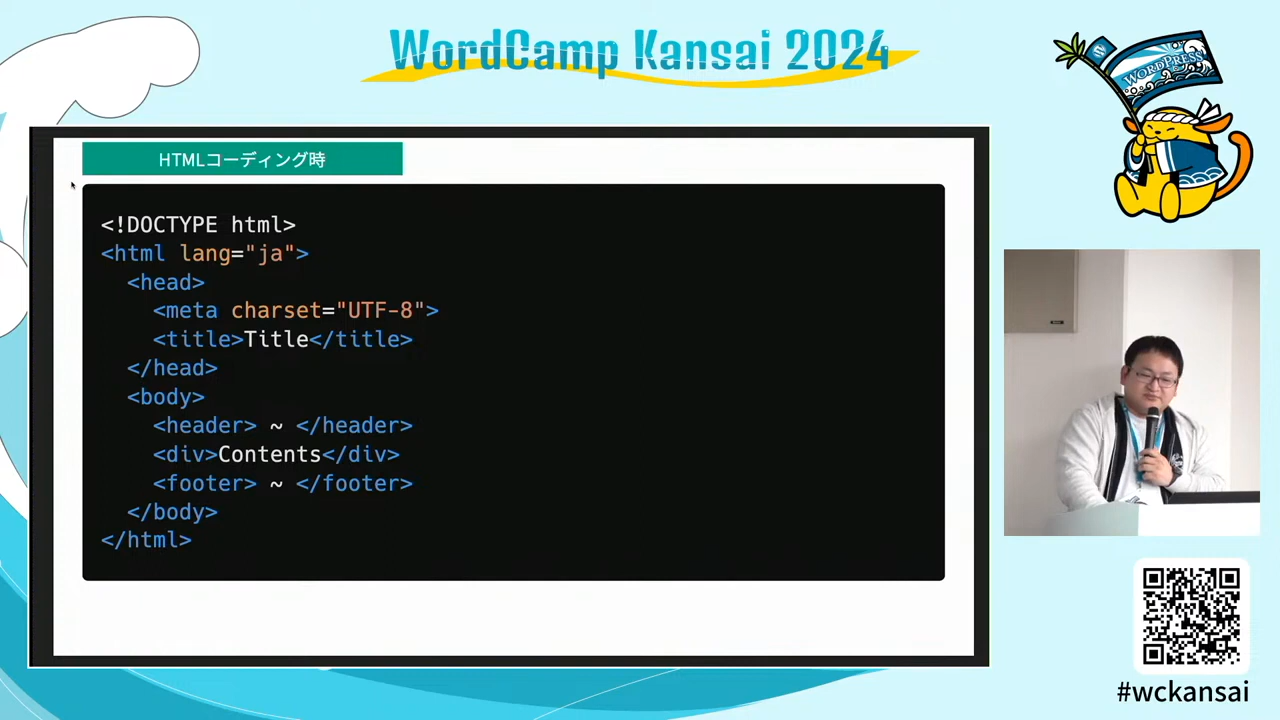 WordCamp Kansai 2024
WORDPRESS
HTMLコーディング時
<!DOCTYPE html>
<html lang="ja">
  <head>
    <meta charset="UTF-8">
    <title>Title</title>
  </head>
  <body>
    <header> ~ </header>
    <div>Contents</div>
    <footer> ~ </footer>
  </body>
</html>
#wckansai